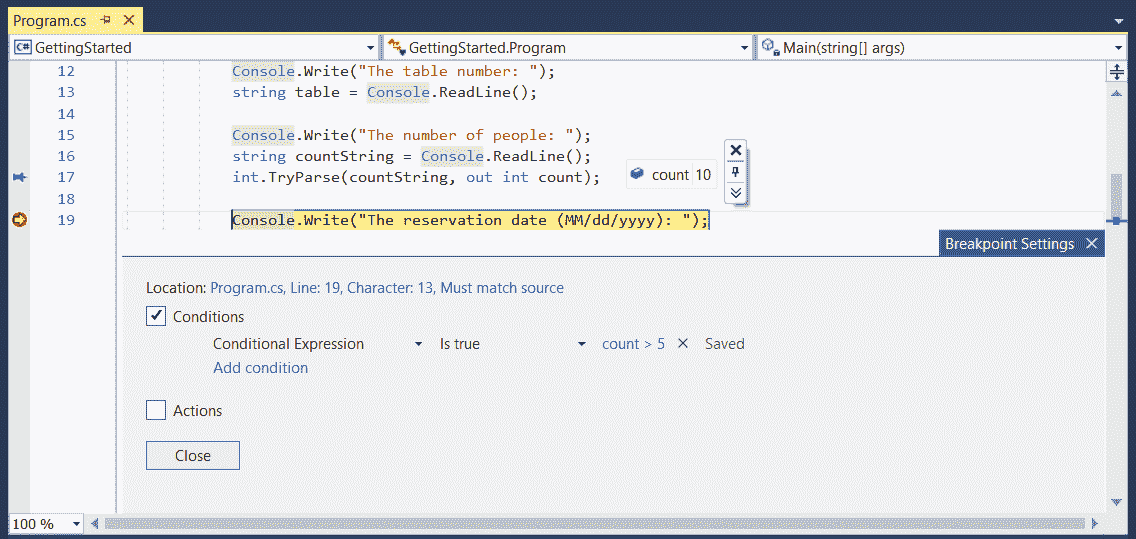 Program.cs
C# GettingStarted GettingStarted.Program Main(string[] args)
12 Console.Write("The table number: ");
13 string table = Console.ReadLine();
14
15 Console.Write("The number of people: ");
16 string countString = Console.ReadLine();
17 int.TryParse(countString, out int count); count 10
18
19 Console.Write("The reservation date (MM/dd/yyyy): ");
Breakpoint Settings
Location: Program.cs, Line: 19, Character: 13, Must match source
Conditions
Conditional Expression Is true count > 5 Saved
Add condition
Actions
Close
100 %